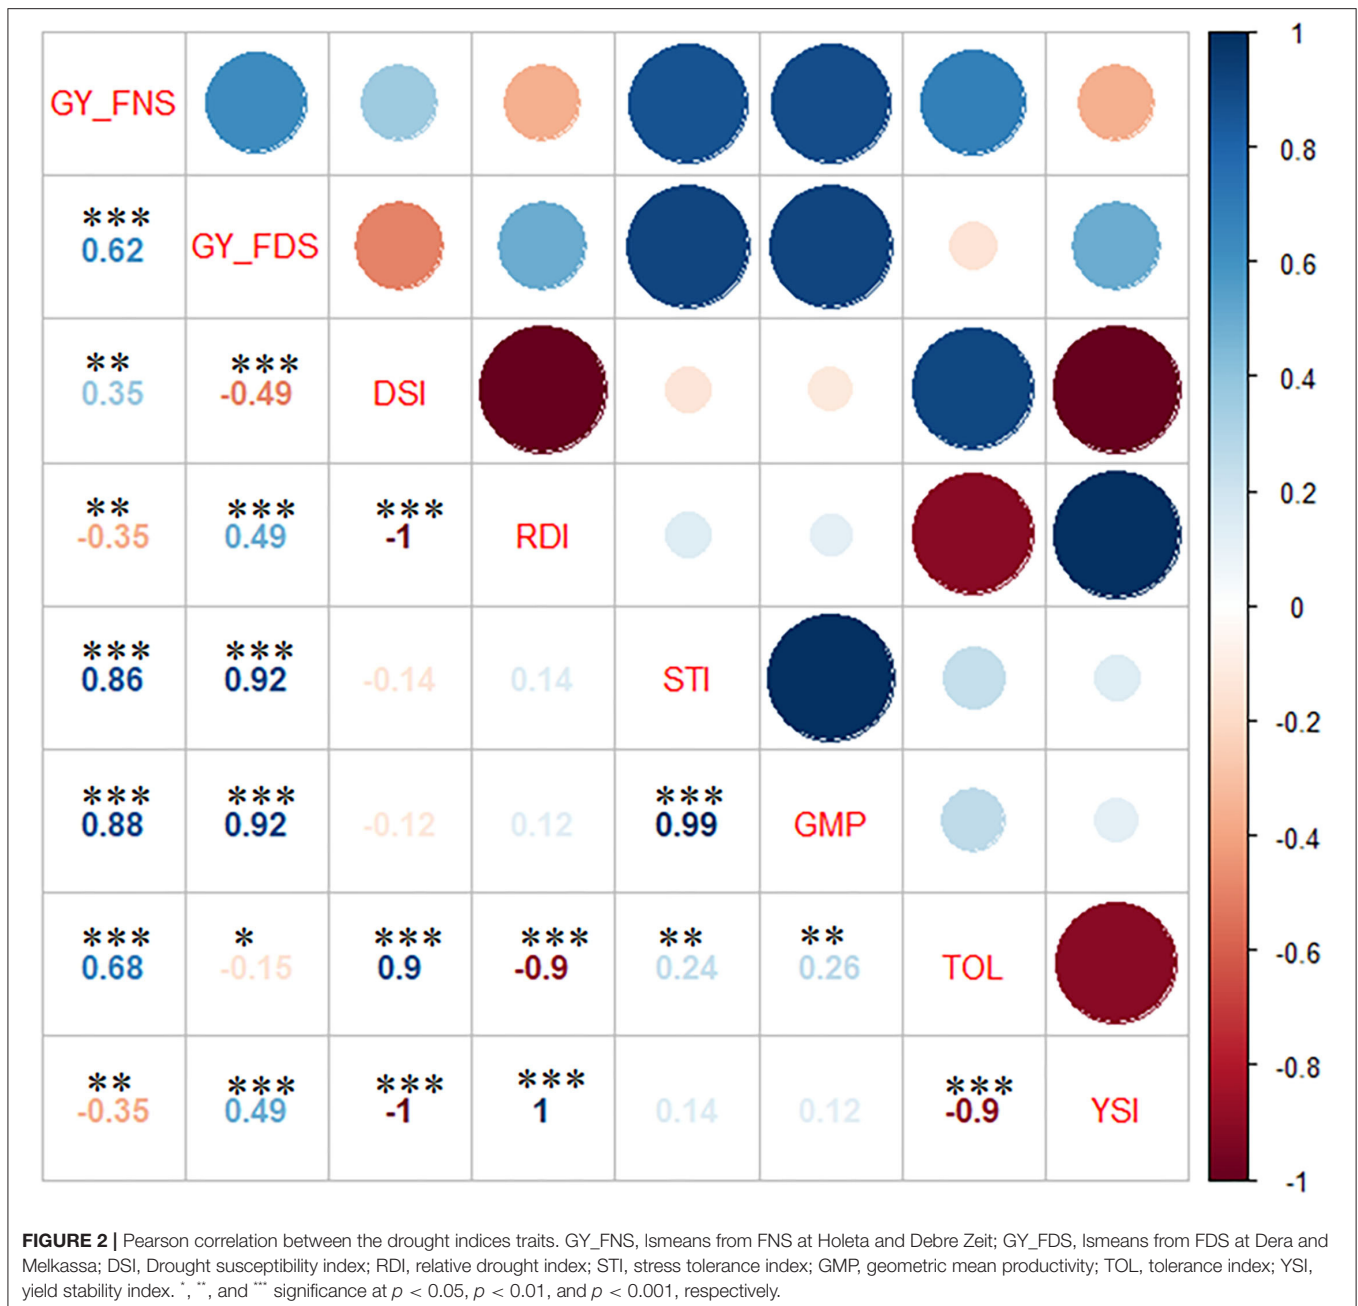 GY_FNS
1
0.8
***
0.62 GY_FDS
0.6
** ***
0.35 -0.49 DSI
0.4
** *** ***
-0.35 0.49 -1 RDI
0.2
0
*** ***
0.86 0.92 -0.14 0.14 STI
-0.2
*** *** ***
0.88 0.92 -0.12 0.12 0.99 GMP
-0.4
*** * *** *** ** **
0.68 -0.15 0.9 -0.9 0.24 0.26 TOL
-0.6
-0.8
** *** *** *** ***
-0.35 0.49 -1 1 0.14 0.12 -0.9 YSI
-1
FIGURE 2 | Pearson correlation between the drought indices traits. GY_FNS, lsmeans from FNS at Holeta and Debre Zeit; GY_FDS, lsmeans from FDS at Dera and
Melkassa; DSI, Drought susceptibility index; RDI, relative drought index; STI, stress tolerance index; GMP, geometric mean productivity; TOL, tolerance index; YSI,
yield stability index. *, **, and *** significance at p < 0.05, p < 0.01, and p < 0.001, respectively.